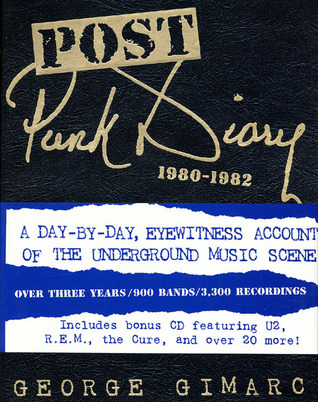 POST
Punk Diary
1980-1982
A DAY-BY-DAY, EYEWITNESS ACCOUNT
OF THE UNDERGROUND MUSIC SCENE
OVER THREE YEARS/900 BANDS/3,300 RECORDINGS
Includes bonus CD featuring U2,
R.E.M., the Cure, and over 20 more!
GEORGE GIMARC